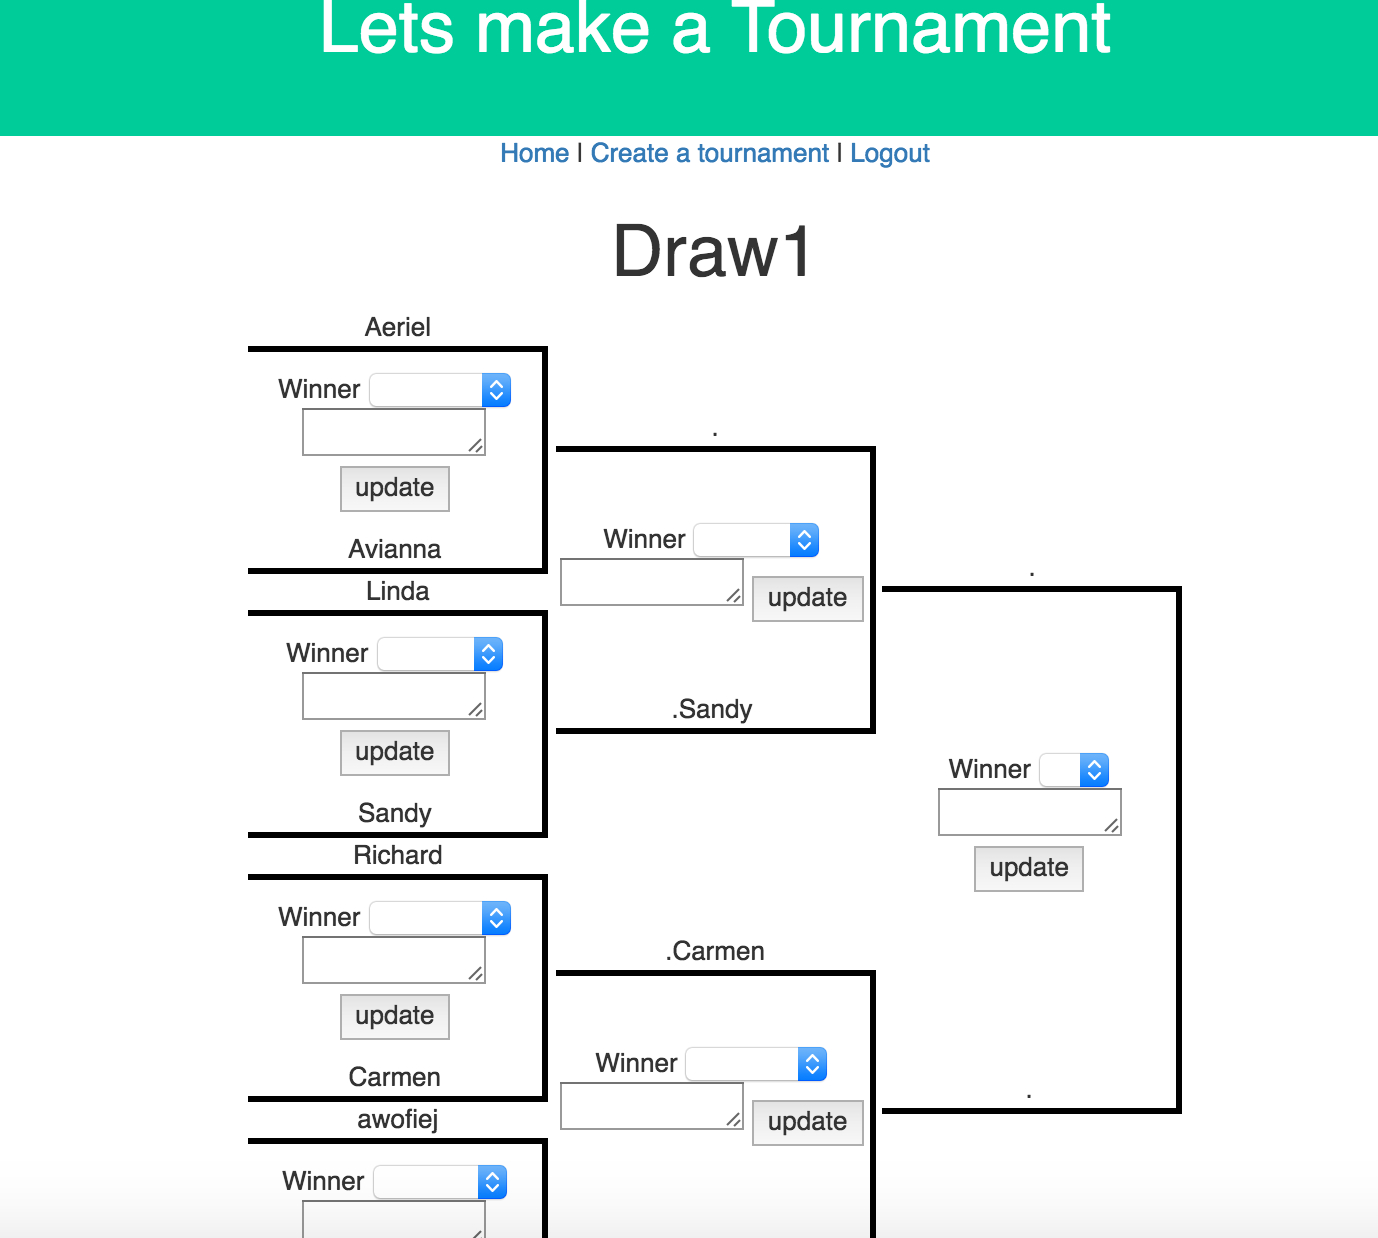 Lets make a Tournament
Home | Create a tournament | Logout
Draw1
Aeriel
Winner
update
Avianna
Linda
Winner
update
Sandy
Richard
Winner
update
Carmen
awofiej
Winner
.
Winner
update
.Sandy
.Carmen
Winner
update
.
Winner
update
.